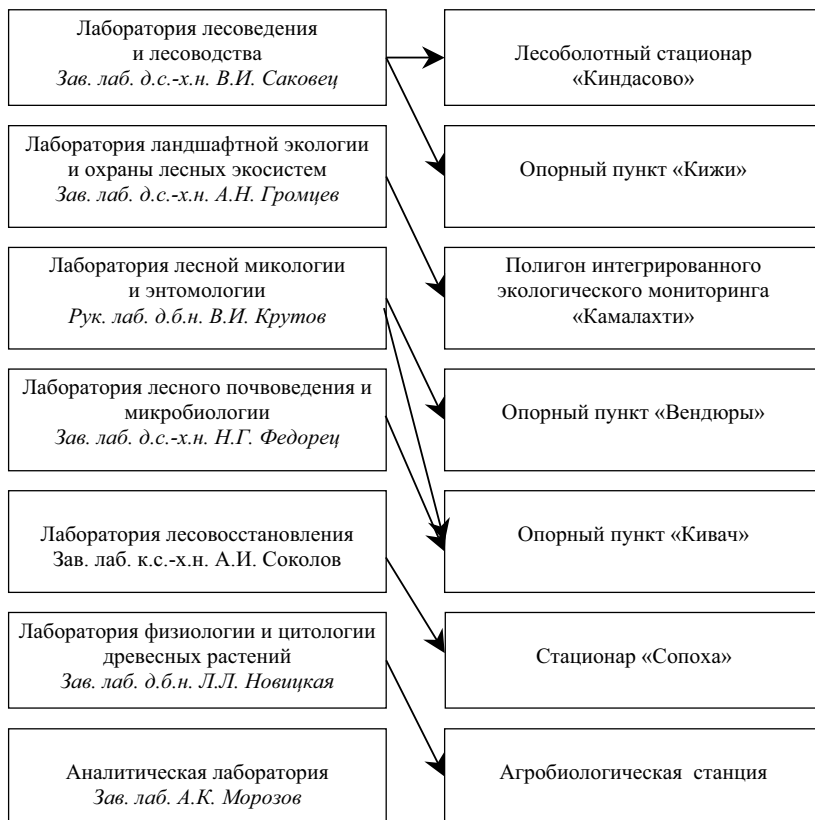 Лаборатория лесоведения
и лесоводства
Зав. лаб. д.с.-х.н. В.И. Саковец
Лесоболотный стационар
«Киндасово»
Лаборатория ландшафтной экологии
и охраны лесных экосистем
Зав. лаб. д.с.-х.н. А.Н. Громцев
Опорный пункт «Кижи»
Лаборатория лесной микологии
и энтомологии
Рук. лаб. д.б.н. В.И. Крутов
Полигон интегрированного
экологического мониторинга
«Камалахти»
Лаборатория лесного почвоведения и
микробиологии
Зав. лаб. д.с.-х.н. Н.Г. Федорец
Опорный пункт «Вендюры»
Лаборатория лесовосстановления
Зав. лаб. к.с.-х.н. А.И. Соколов
Опорный пункт «Кивач»
Лаборатория физиологии и цитологии
древесных растений
Зав. лаб. д.б.н. Л.Л. Новицкая
Стационар «Сопоха»
Аналитическая лаборатория
Зав. лаб. А.К. Морозов
Агробиологическая станция